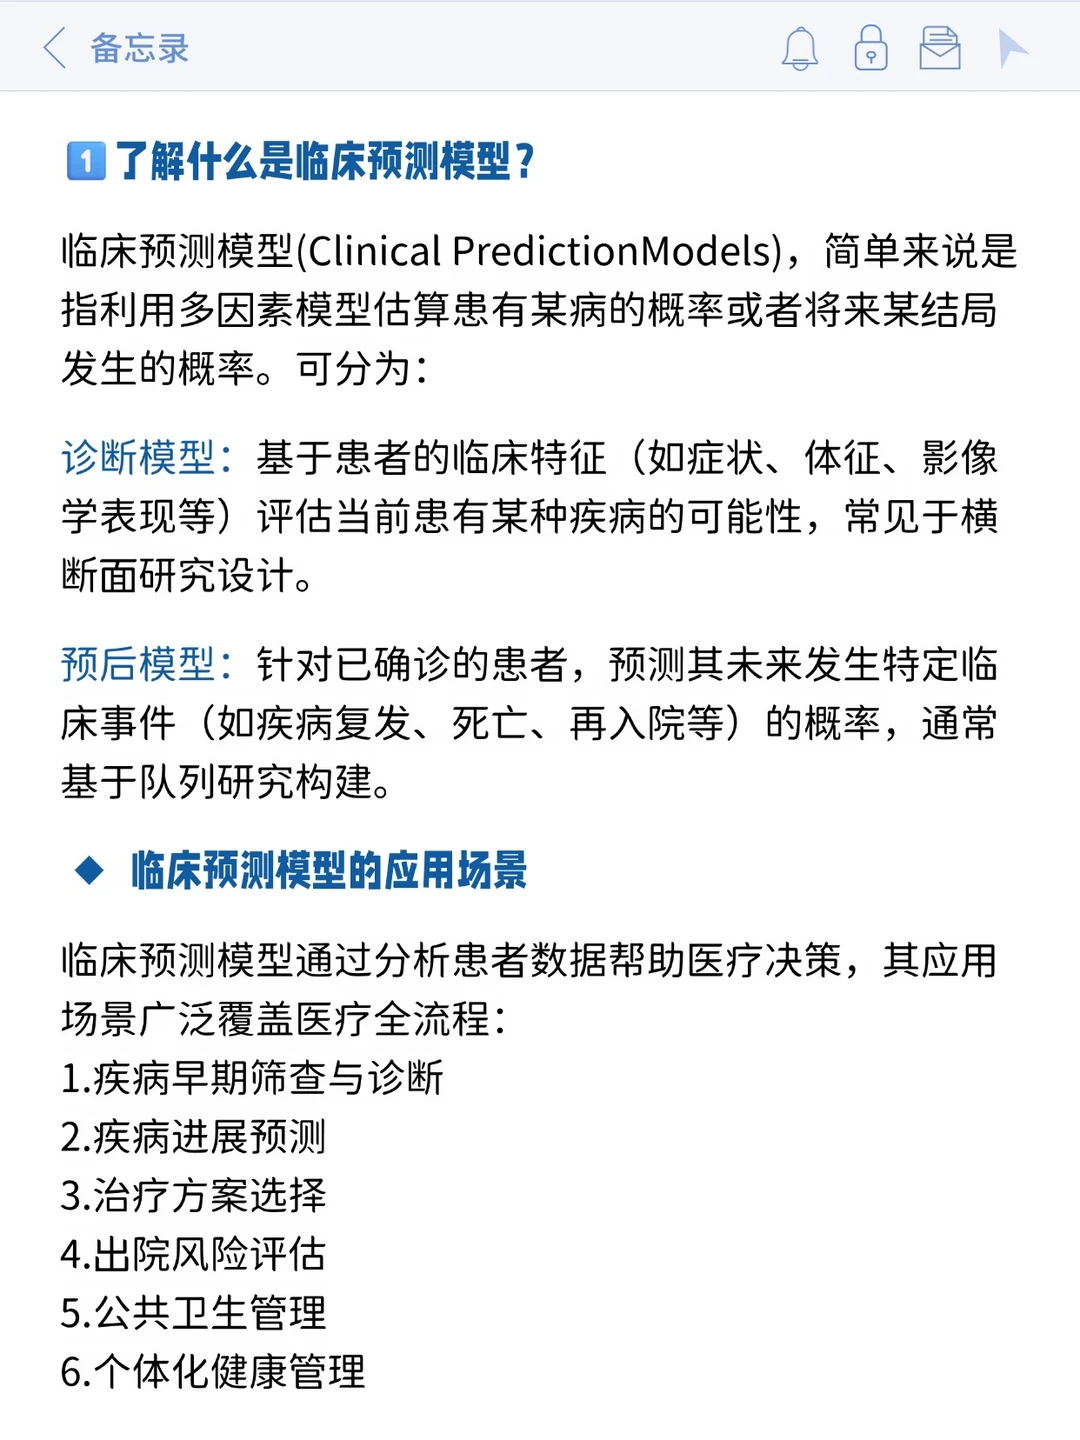 备忘录
1 了解什么是临床预测模型?
临床预测模型(Clinical PredictionModels)，简单来说是
指利用多因素模型估算患有某病的概率或者将来某结局
发生的概率。可分为：
诊断模型：基于患者的临床特征（如症状、体征、影像
学表现等）评估当前患有某种疾病的可能性，常见于横
断面研究设计。
预后模型：针对已确诊的患者，预测其未来发生特定临
床事件（如疾病复发、死亡、再入院等）的概率，通常
基于队列研究构建。
◆ 临床预测模型的应用场景
临床预测模型通过分析患者数据帮助医疗决策，其应用
场景广泛覆盖医疗全流程：
1.疾病早期筛查与诊断
2.疾病进展预测
3.治疗方案选择
4.出院风险评估
5.公共卫生管理
6.个体化健康管理